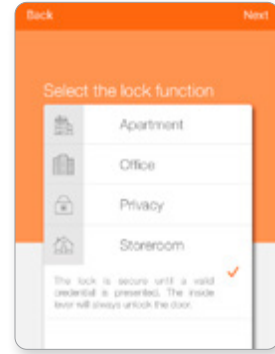 Back Next
Select the lock function
Apartment
Office
Privacy
Storeroom
The lock is secure until a valid
credential is presented. The inside
lever will always unlock the door.